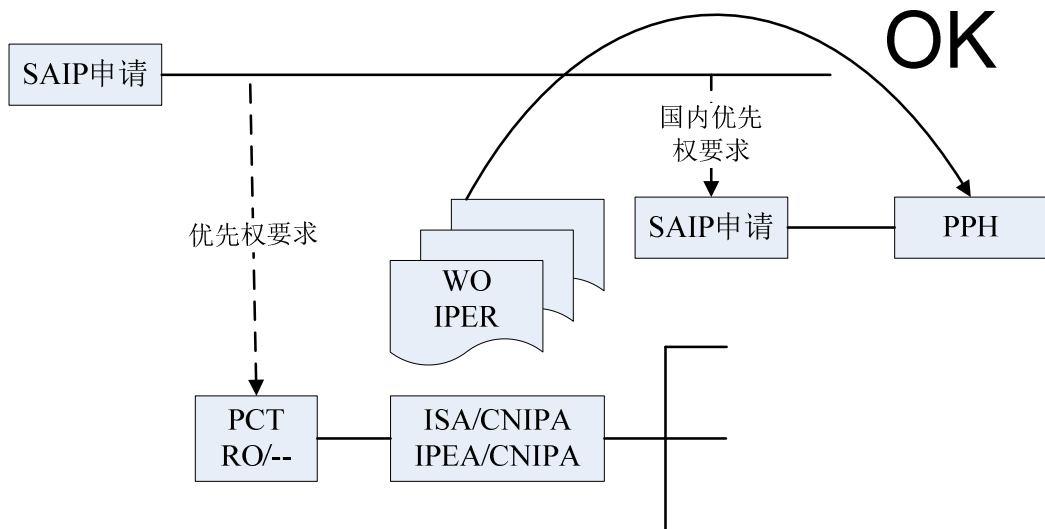 OK
SAIP申请
国内优先
权要求
优先权要求
SAIP申请
PPH
WO
IPER
PCT
RO/--
ISA/CNIPA
IPEA/CNIPA